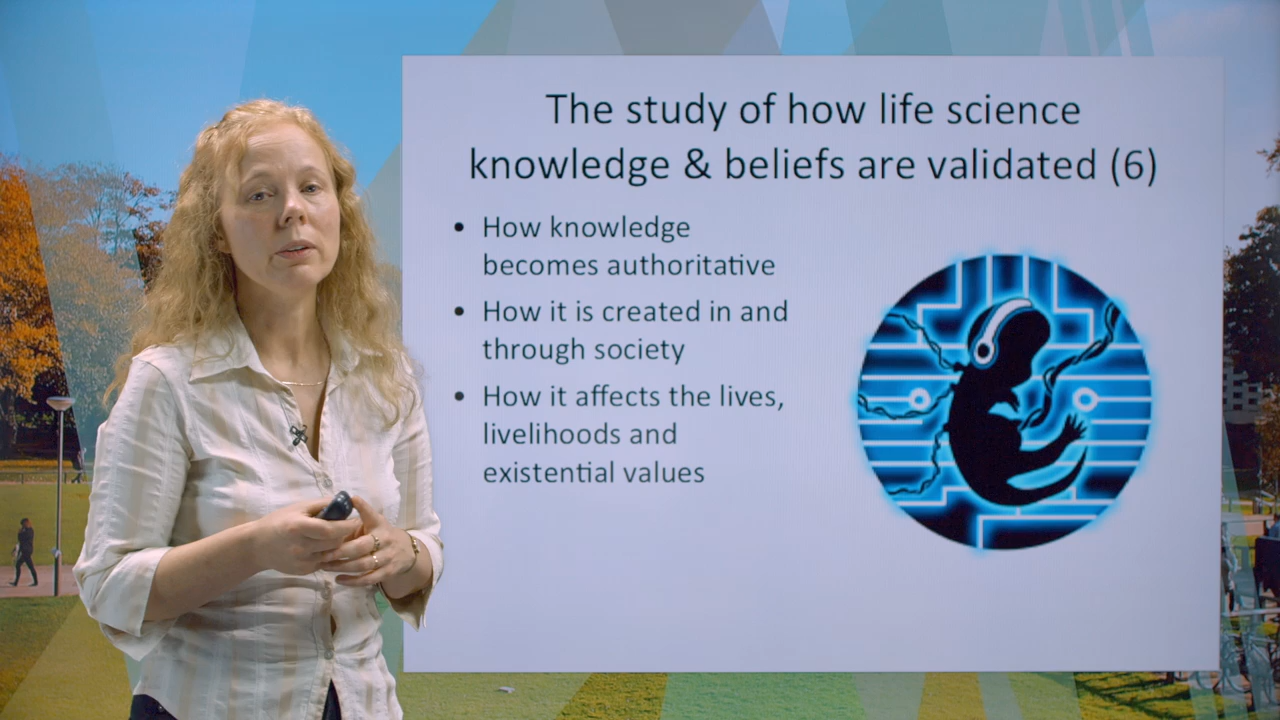 The study of how life science
knowledge & beliefs are validated (6)
• How knowledge
becomes authoritative
• How it is created in and
through society
• How it affects the lives,
livelihoods and
existential values